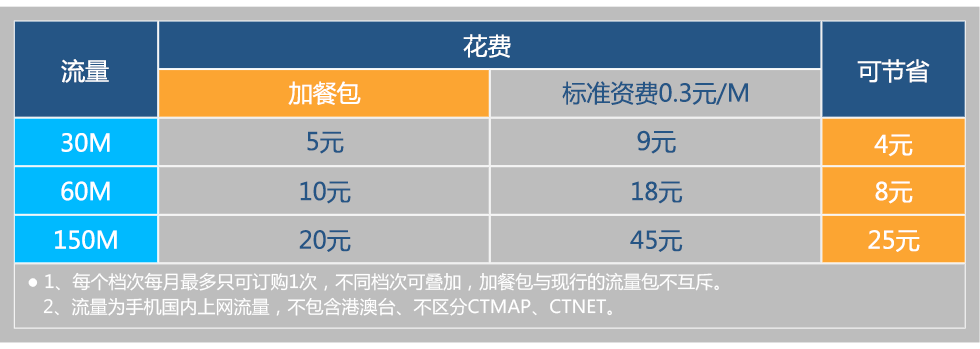 流量 花费 可节省
加餐包 标准资费0.3元/M
30M 5元 9元 4元
60M 10元 18元 8元
150M 20元 45元 25元
●1、每个档次每月最多只可订购1次，不同档次可叠加，加餐包与现行的流量包不互斥。
2、流量为手机国内上网流量，不包含港澳台、不区分CTMAP、CTNET。